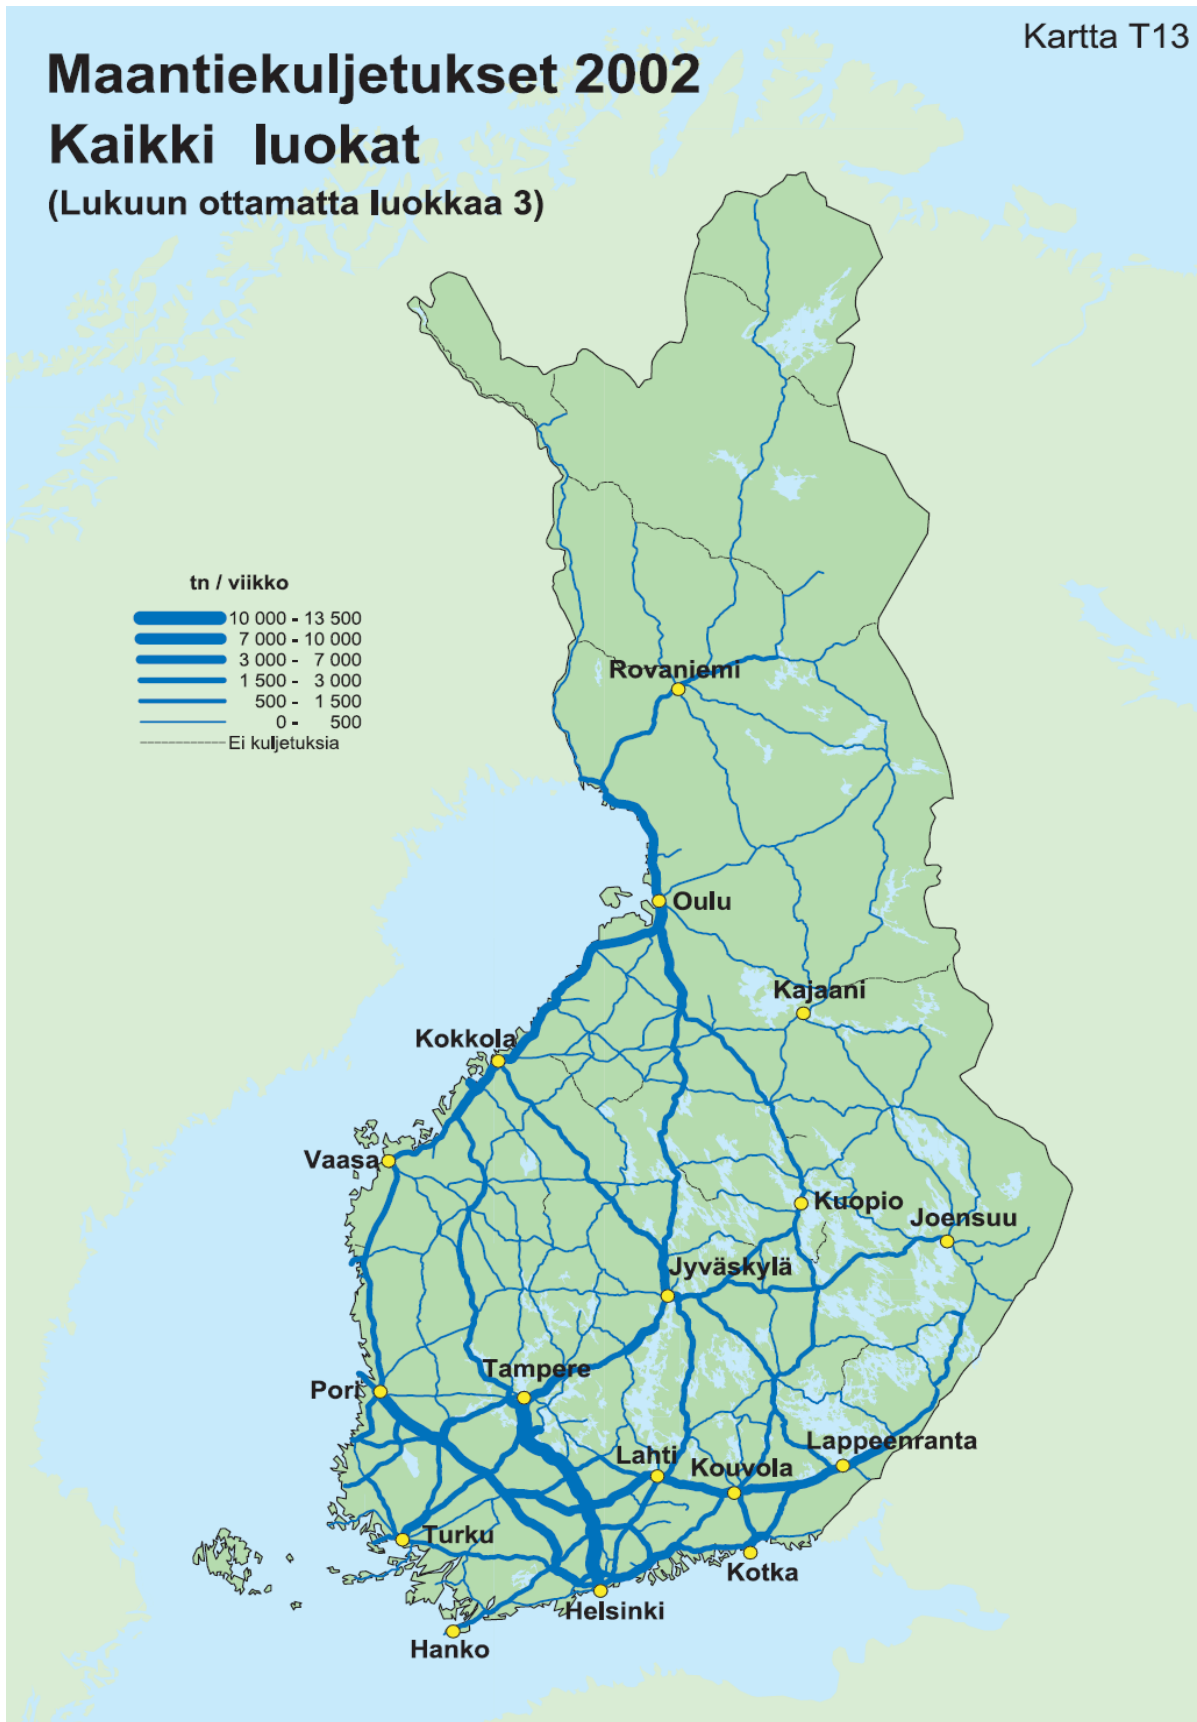 Kartta T13
Maantiekuljetukset 2002
Kaikki luokat
(Lukuun ottamatta luokkaa 3)
tn / viikko
10 000 - 13 500
7 000 - 10 000
3 000 - 7 000
1 500 - 3 000
500 - 1 500
0 - 500
Ei kuljetuksia
Rovaniemi
Oulu
Kajaani
Kokkola
Vaasa
Kuopio
Joensuu
Jyväskylä
Tampere
Pori
Lappeenranta
Lahti
Kouvola
Turku
Kotka
Helsinki
Hanko